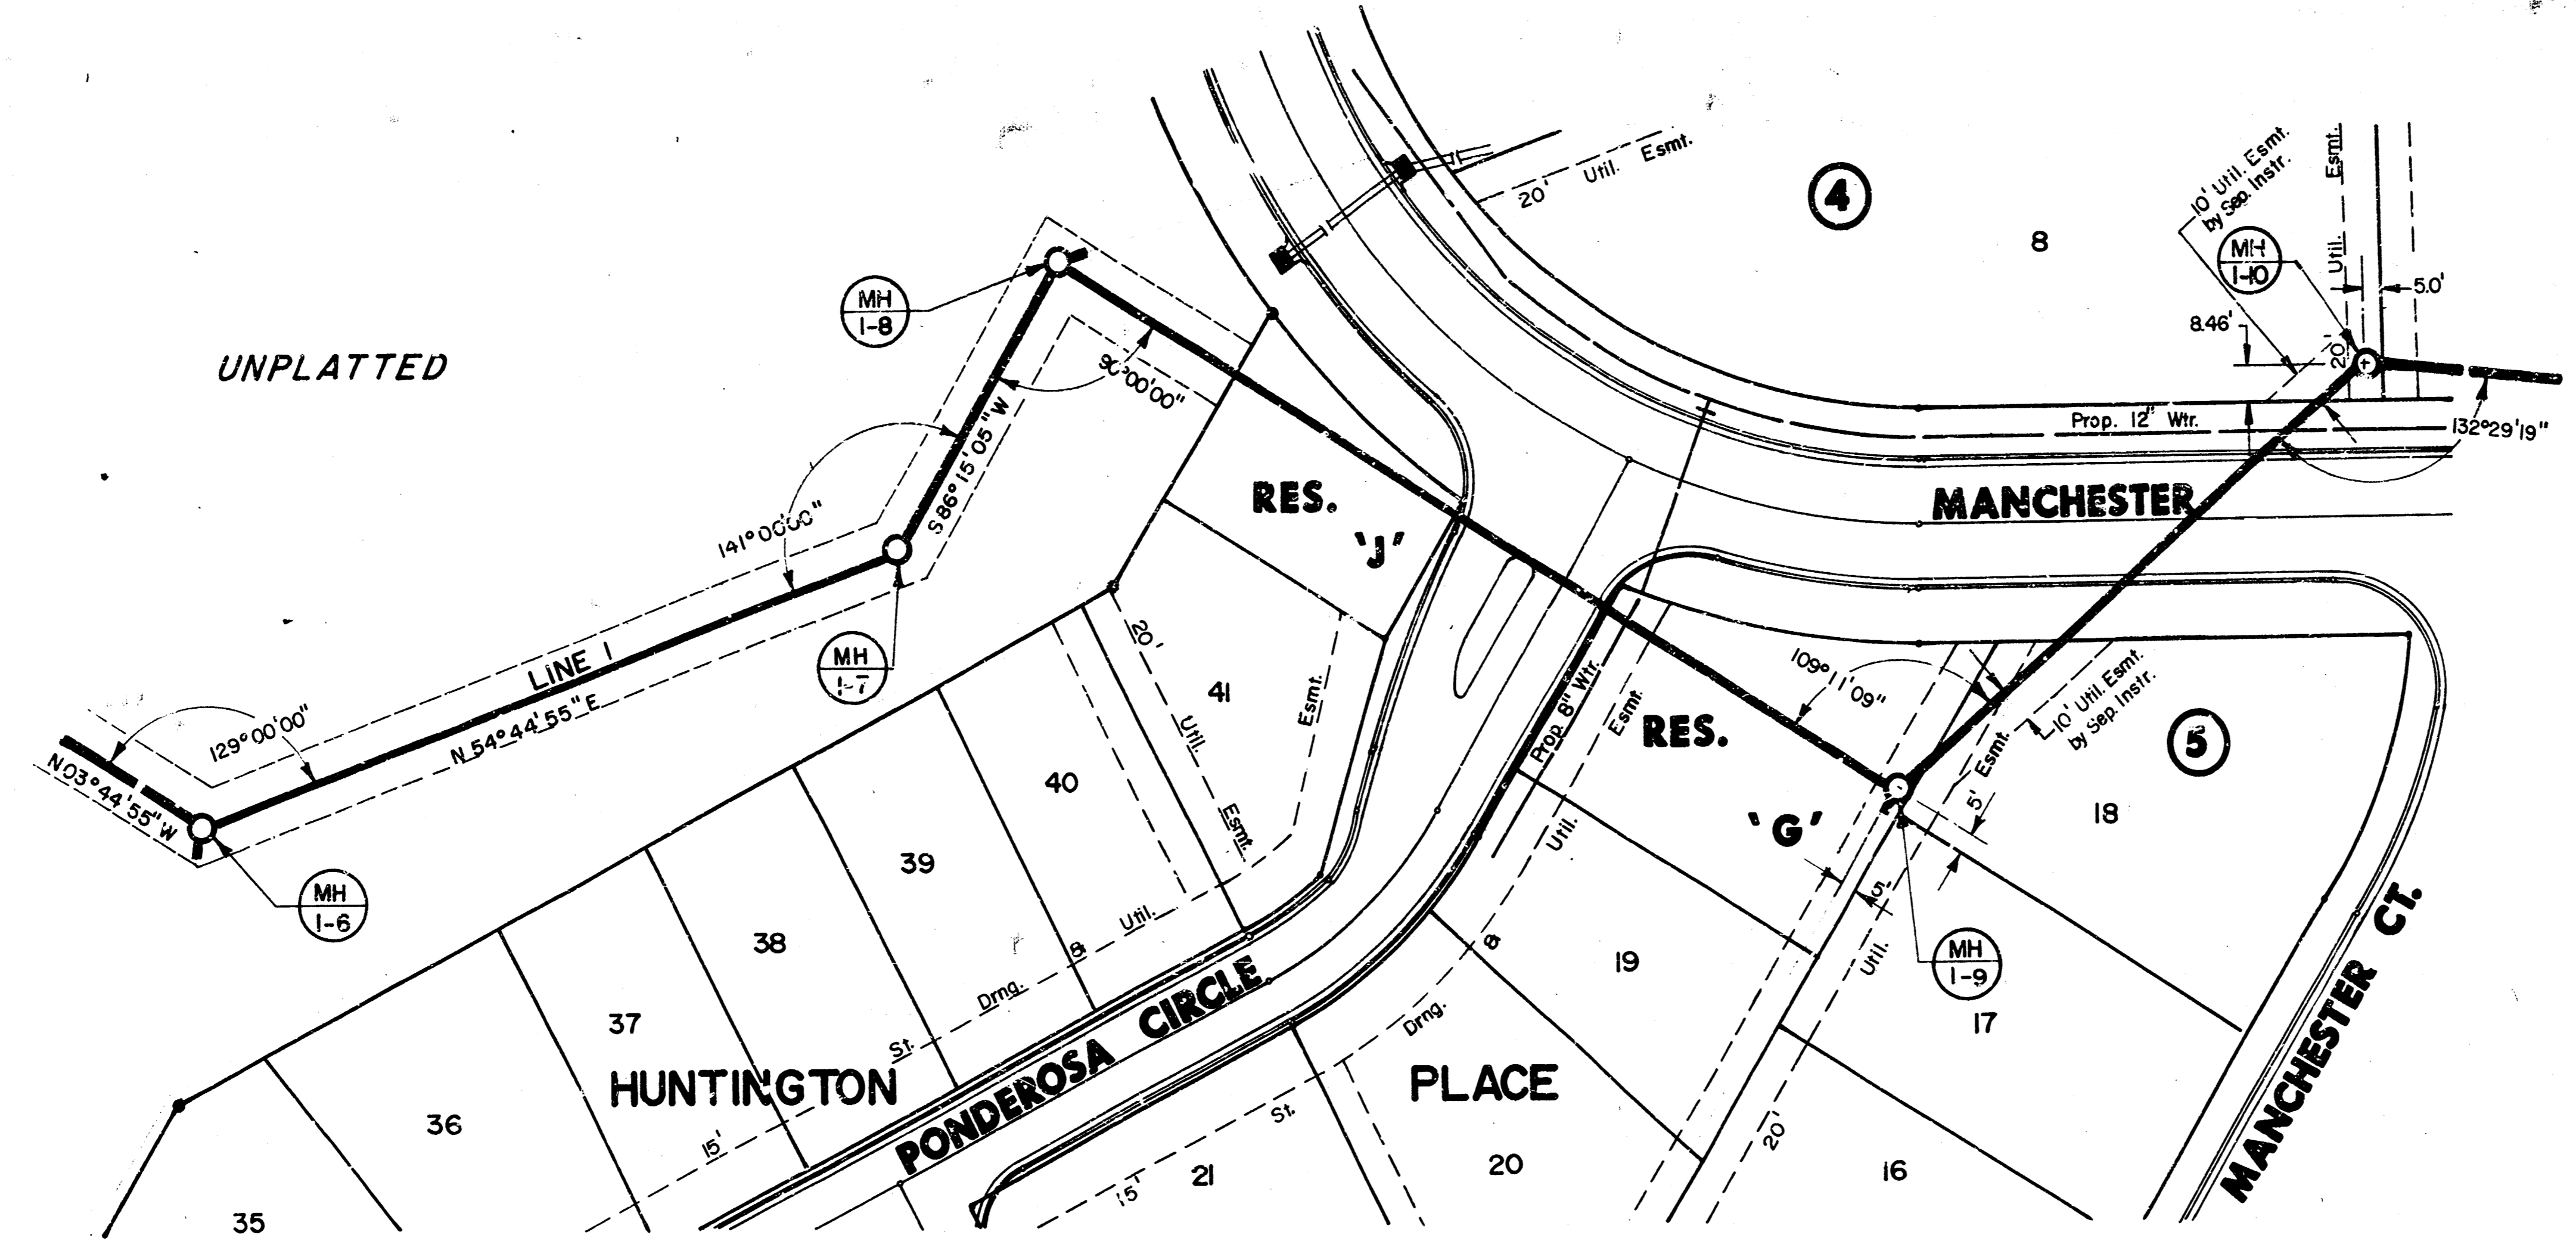 UNPLATTED
MH
1-8
90°00'00"
S 86° 15' 05" W
141°00'00"
MH
1-7
LINE 1
N 54°44'55" E
129°00'00"
N 03°44'55" W
MH
1-6
20' Util. Esmt.
4
8
10' Util. Esmt.
by Sep. Instr.
MH
1-10
Util. Esmt.
20'
5.0'
8.46'
Prop. 12" Wtr.
132°29'19"
MANCHESTER
RES.
'J'
20' Util. Esmt.
Esmt.
41
40
39
38
37
36
35
15' St. Drng. & Util.
HUNTINGTON
PONDEROSA CIRCLE
Prop. 8" Wtr.
Esmt.
Util.
&
Drng.
St.
15'
RES.
'G'
109°11'09"
10' Util. Esmt.
by Sep. Instr.
Esmt.
5'
5'
Util.
20'
MH
1-9
5
18
17
16
19
20
21
PLACE
MANCHESTER CT.